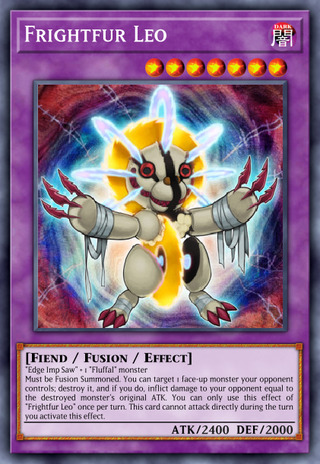 Frightfur Leo
DARK
闇
[Fiend / Fusion / Effect]
"Edge Imp Saw" + 1 "Fluffal" monster
Must be Fusion Summoned. You can target 1 face-up monster your opponent
controls; destroy it, and if you do, inflict damage to your opponent equal to
the destroyed monster's original ATK. You can only use this effect of
"Frightfur Leo" once per turn. This card cannot attack directly during the turn
you activate this effect.
ATK/2400 DEF/2000